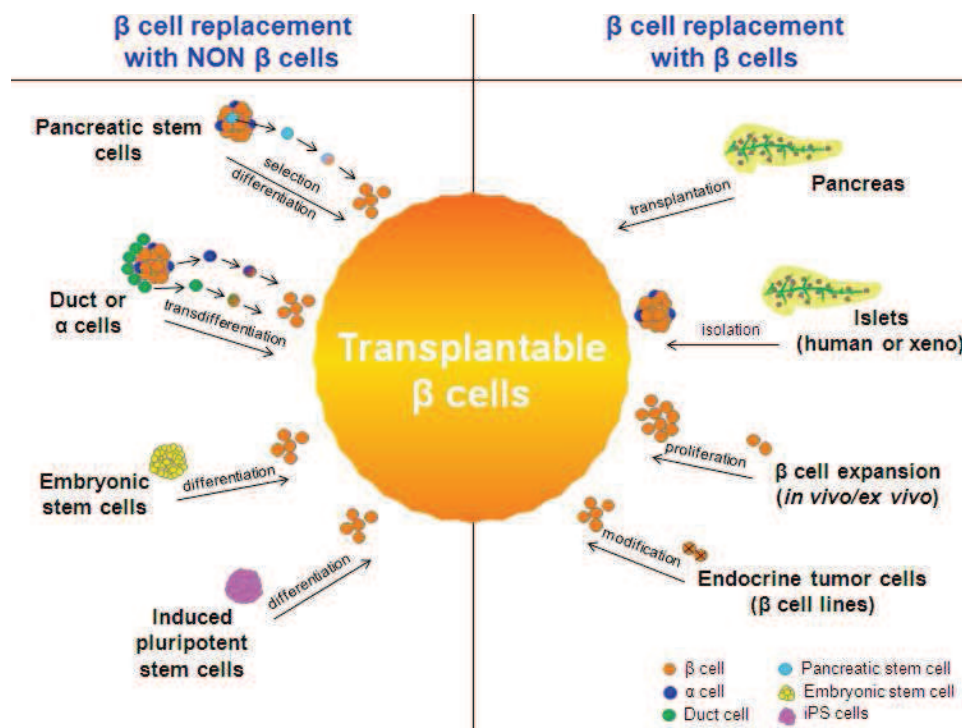 β cell replacement
with NON β cells
β cell replacement
with β cells
Pancreatic stem
cells
selection
differentiation
Duct or
α cells
transdifferentiation
Embryonic
stem cells
differentiation
Induced
pluripotent
stem cells
differentiation
Transplantable
β cells
Pancreas
transplantation
Islets
(human or xeno)
isolation
β cell expansion
(in vivo/ex vivo)
proliferation
Endocrine tumor cells
(β cell lines)
modification
β cell
α cell
Duct cell
Pancreatic stem cell
Embryonic stem cell
iPS cells